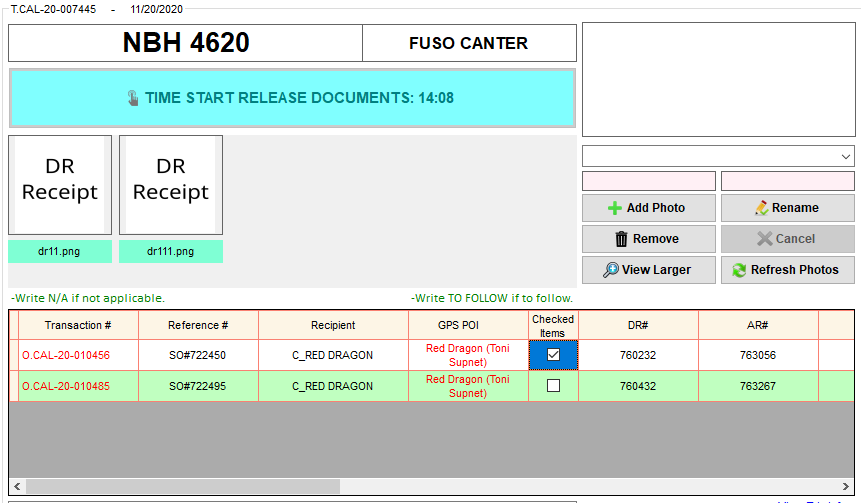 T.CAL-20-007445 - 11/20/2020
NBH 4620
FUSO CANTER
TIME START RELEASE DOCUMENTS: 14:08
DR
Receipt
DR
Receipt
dr11.png
dr111.png
Add Photo
Rename
Remove
Cancel
View Larger
Refresh Photos
-Write N/A if not applicable.
-Write TO FOLLOW if to follow.
Transaction #
Reference #
Recipient
GPS POI
Checked
Items
DR#
AR#
O.CAL-20-010456
SO#722450
C_RED DRAGON
Red Dragon (Toni
Supnet)
760232
763056
O.CAL-20-010485
SO#722495
C_RED DRAGON
Red Dragon (Toni
Supnet)
760432
763267